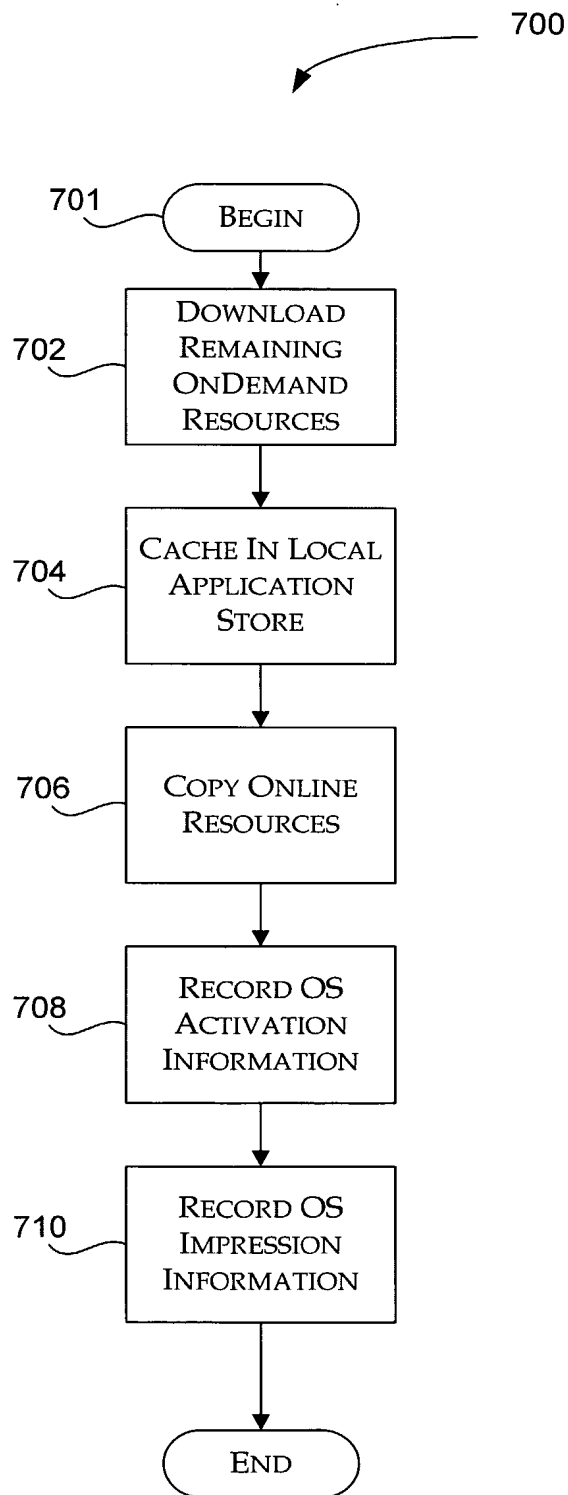 700
701
BEGIN
702
DOWNLOAD
REMAINING
ONDEMAND
RESOURCES
704
CACHE IN LOCAL
APPLICATION
STORE
706
COPY ONLINE
RESOURCES
708
RECORD OS
ACTIVATION
INFORMATION
710
RECORD OS
IMPRESSION
INFORMATION
END